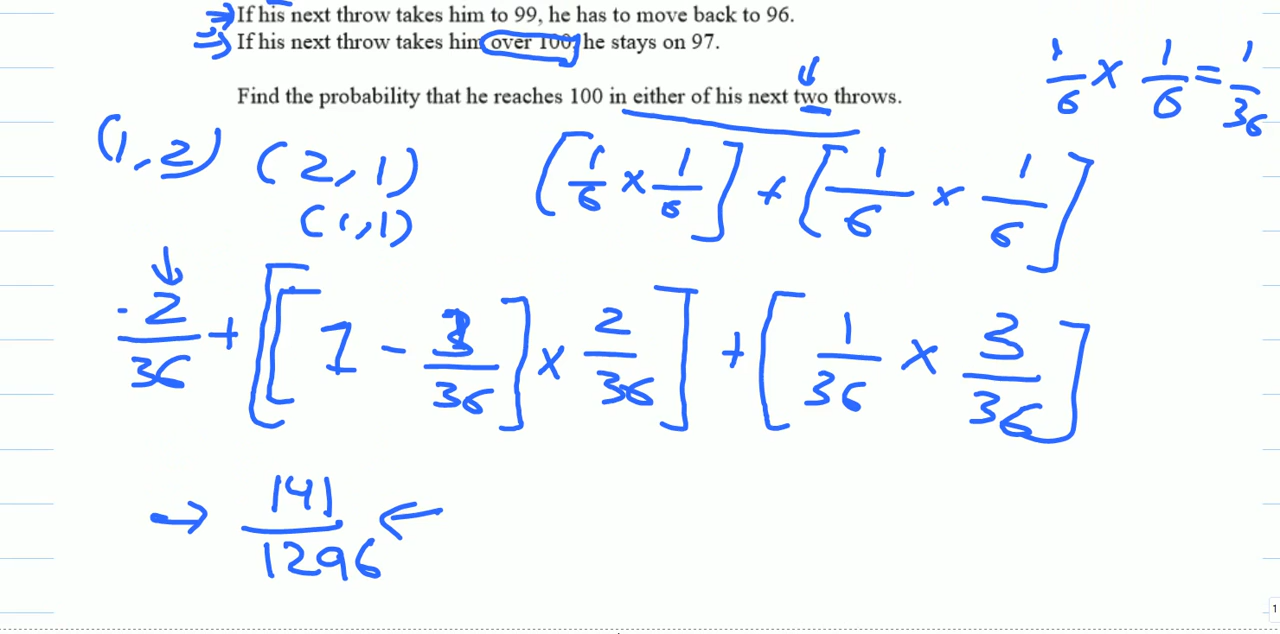 If his next throw takes him to 99, he has to move back to 96.
If his next throw takes him over 100, he stays on 97.
1/6 × 1/6 = 1/36
Find the probability that he reaches 100 in either of his next two throws.
(1,2) (2,1) [1/6 × 1/6] + [1/6 × 1/6]
(1,1)
2/36 + [[1 - 3/36] × 2/36] + [1/36 × 3/36]
→ 141/1296 ←
1